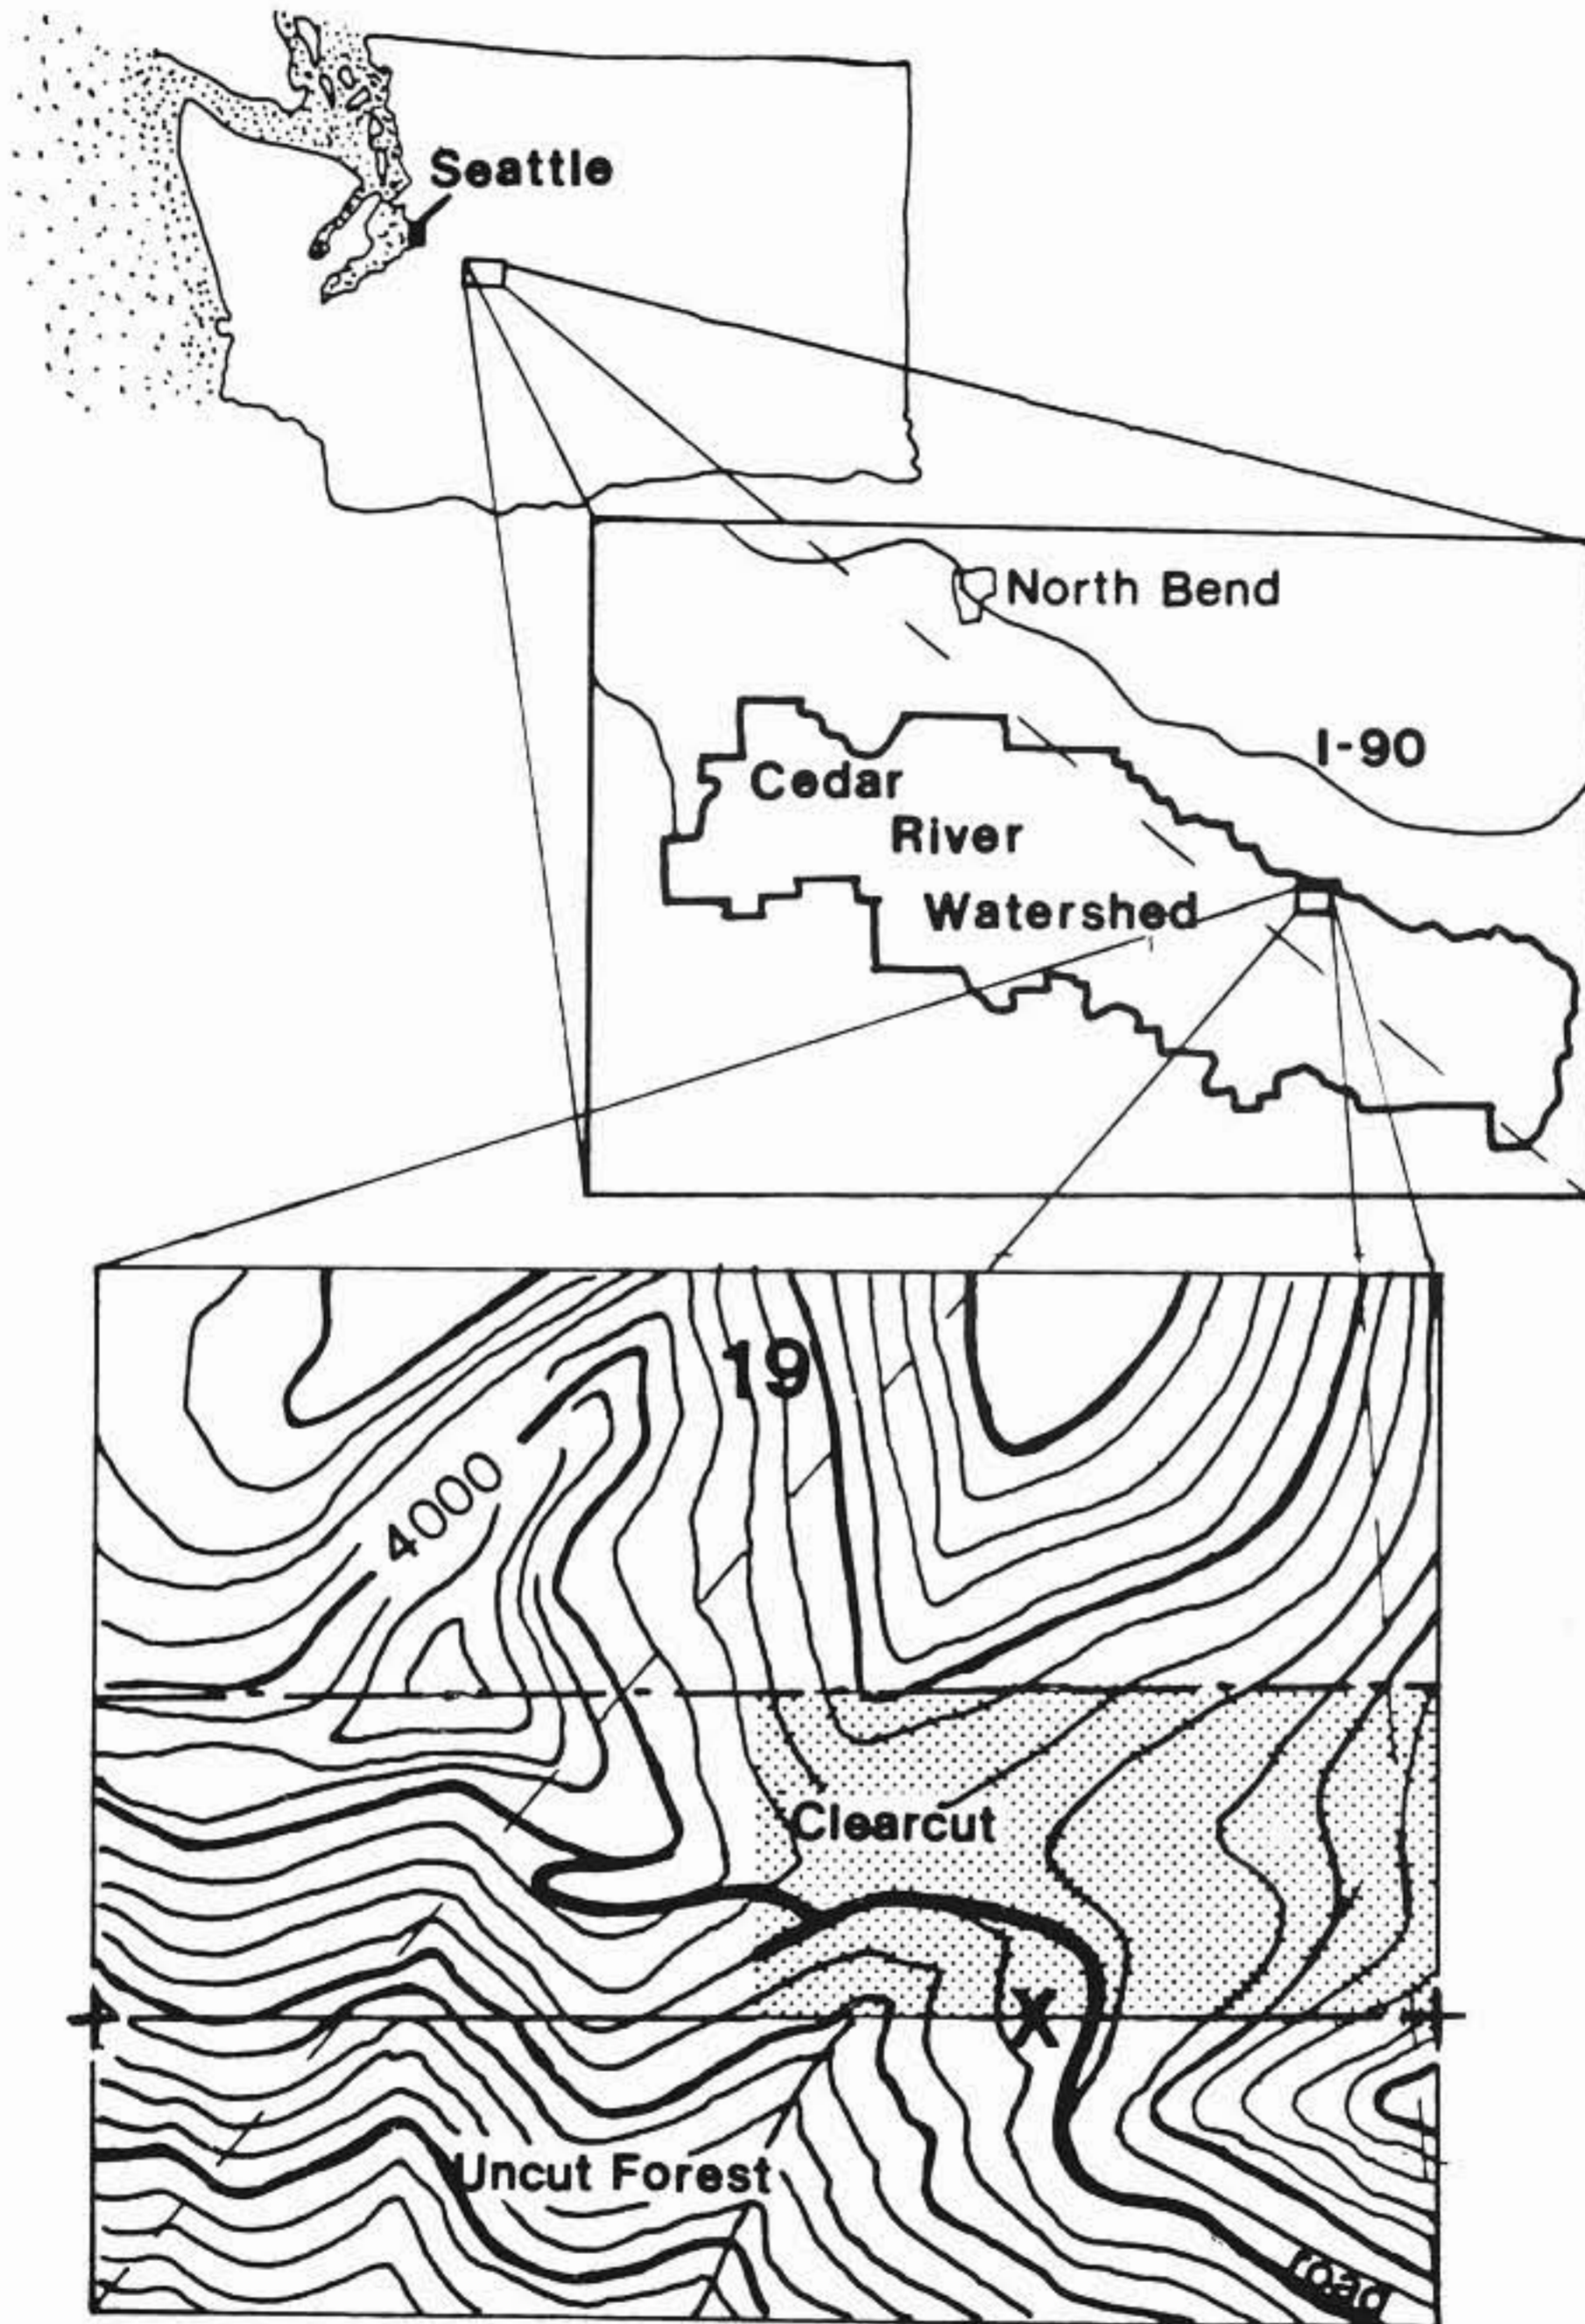 Seattle
North Bend
I-90
Cedar
River
Watershed
19
4000
Clearcut
X
Uncut Forest
road